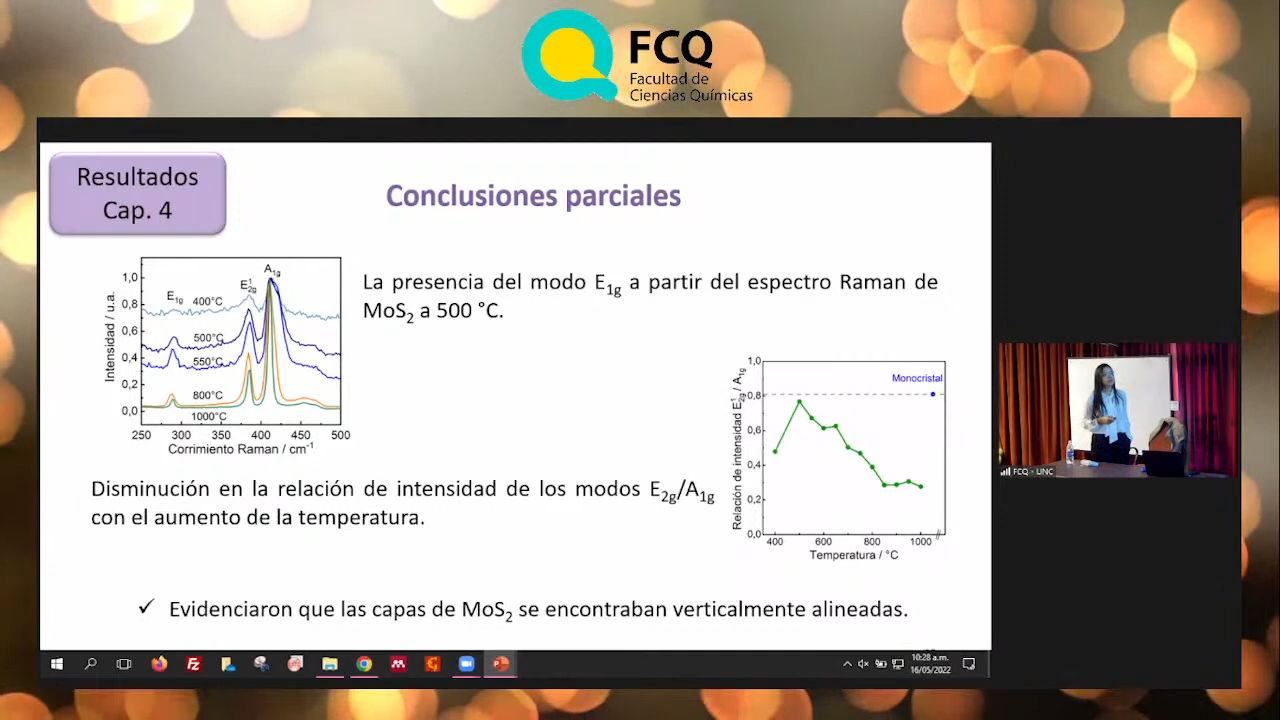 FCQ
Facultad de
Ciencias Químicas
Resultados
Cap. 4
Conclusiones parciales
La presencia del modo E1g a partir del espectro Raman de
MoS2 a 500 °C.
Intensidad / u.a.
1,0
0,8
0,6
0,4
0,2
0,0
E1g
E12g
A1g
400°C
500°C
550°C
800°C
1000°C
250 300 350 400 450 500
Corrimiento Raman / cm-1
Relación de intensidad E12g / A1g
1,0
0,8
0,6
0,4
0,2
0,0
Monocristal
400 600 800 1000
Temperatura / °C
Disminución en la relación de intensidad de los modos E2g/A1g
con el aumento de la temperatura.
✓ Evidenciaron que las capas de MoS2 se encontraban verticalmente alineadas.
FCQ - UNC
10:28 a.m.
16/05/2022